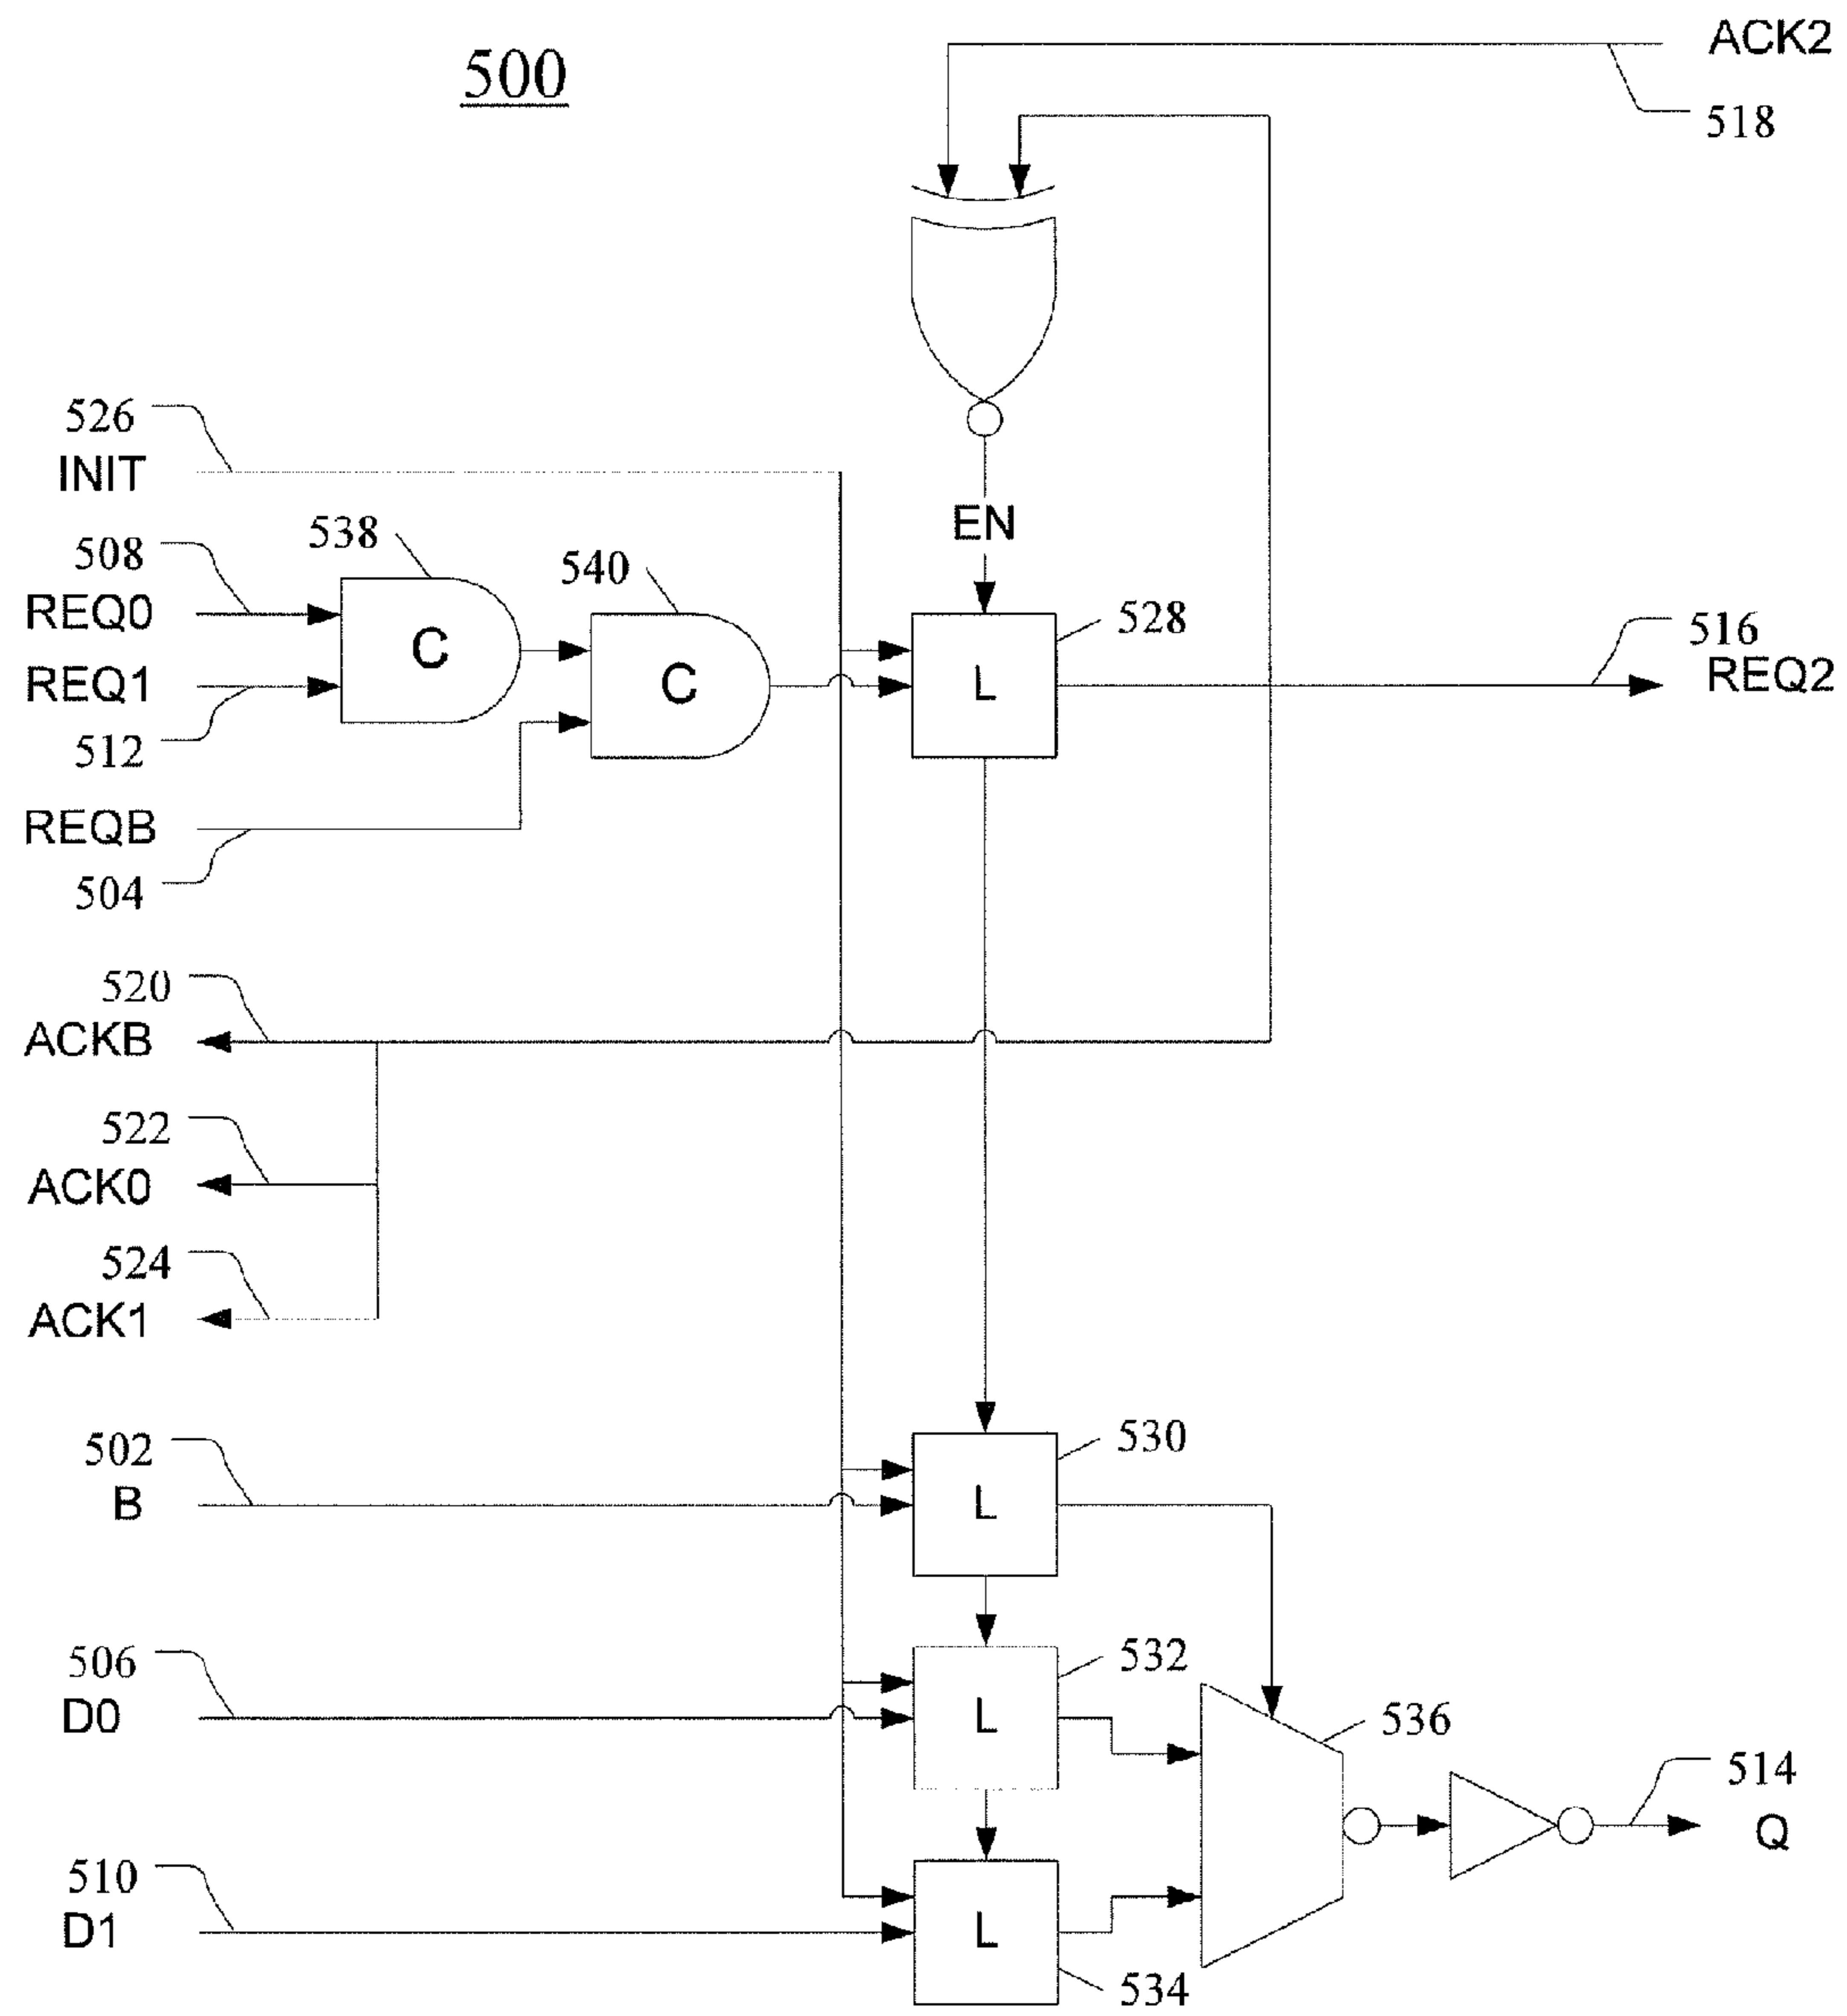 500
ACK2
518
526
INIT
EN
508
REQ0
538
C
540
C
528
L
516
REQ2
REQ1
512
REQB
504
520
ACKB
522
ACK0
524
ACK1
502
B
530
L
506
D0
532
L
536
514
Q
510
D1
L
534